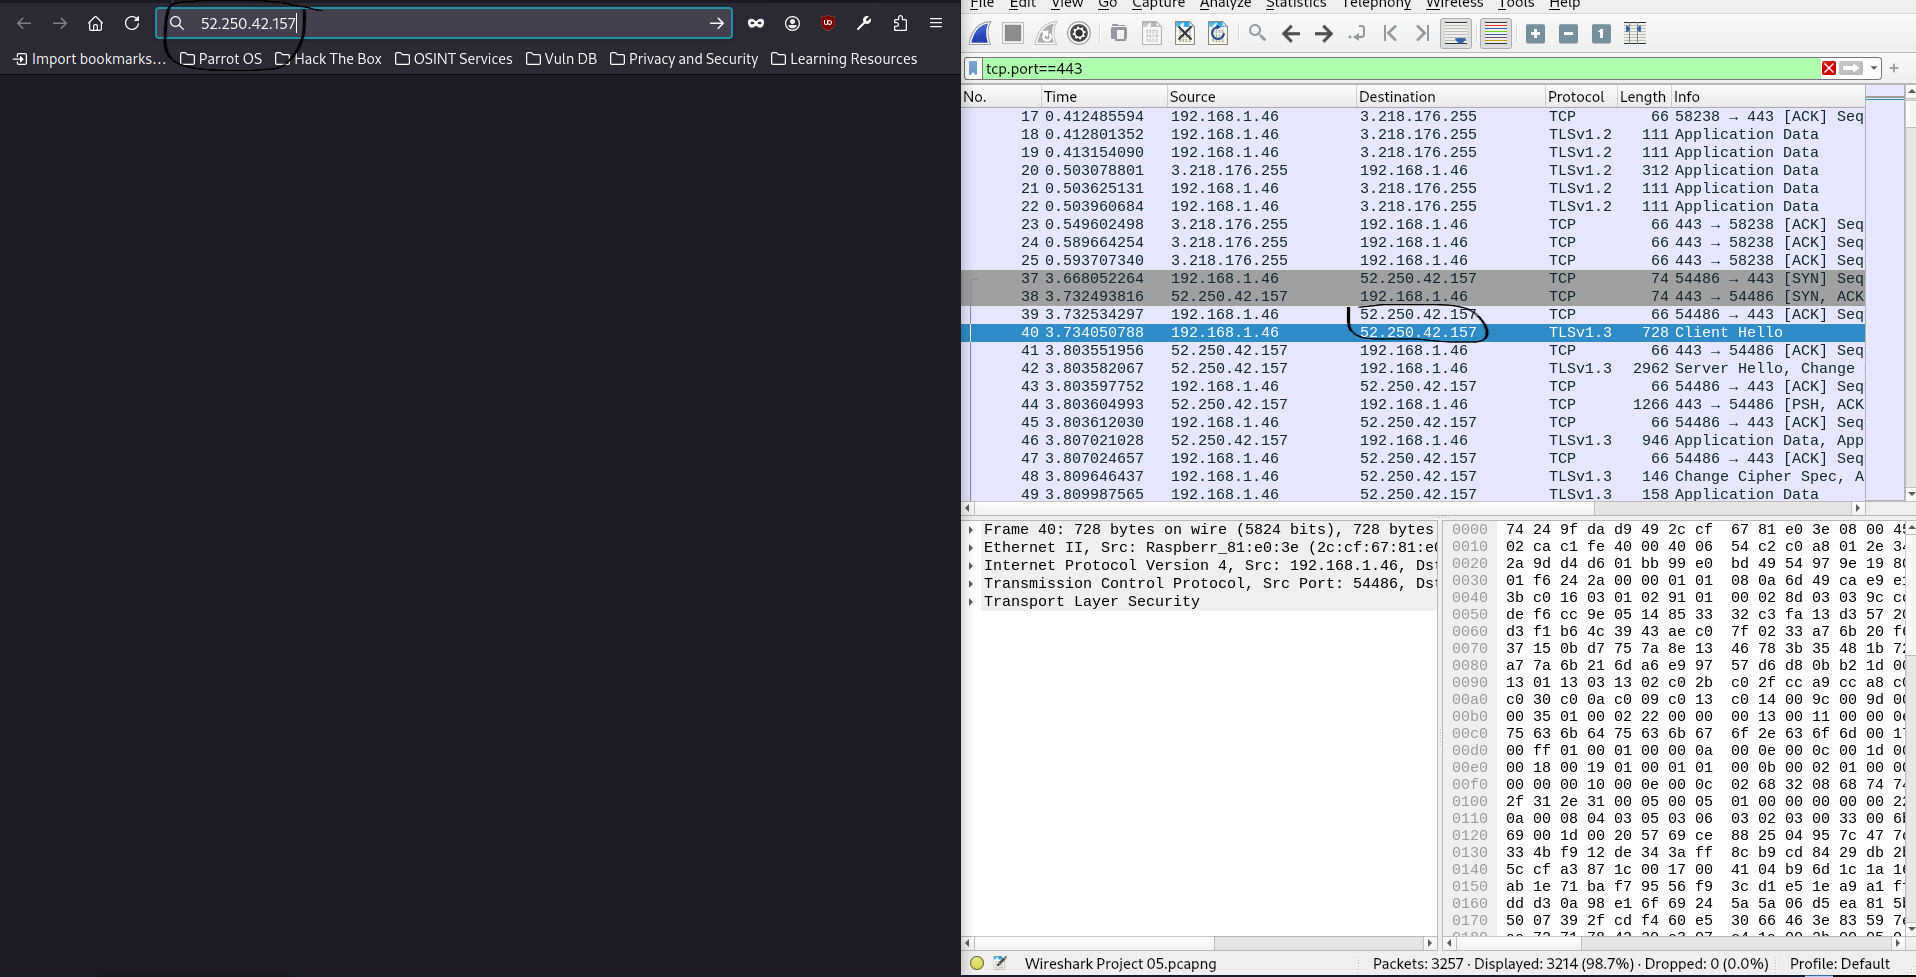 52.250.42.157
Import bookmarks… Parrot OS Hack The Box OSINT Services Vuln DB Privacy and Security Learning Resources
File Edit View Go Capture Analyze Statistics Telephony Wireless Tools Help
tcp.port==443
No. Time Source Destination Protocol Length Info
17 0.412485594 192.168.1.46 3.218.176.255 TCP 66 58238 → 443 [ACK] Seq
18 0.412801352 192.168.1.46 3.218.176.255 TLSv1.2 111 Application Data
19 0.413154090 192.168.1.46 3.218.176.255 TLSv1.2 111 Application Data
20 0.503078801 3.218.176.255 192.168.1.46 TLSv1.2 312 Application Data
21 0.503625131 192.168.1.46 3.218.176.255 TLSv1.2 111 Application Data
22 0.503960684 192.168.1.46 3.218.176.255 TLSv1.2 111 Application Data
23 0.549602498 3.218.176.255 192.168.1.46 TCP 66 443 → 58238 [ACK] Seq
24 0.589664254 3.218.176.255 192.168.1.46 TCP 66 443 → 58238 [ACK] Seq
25 0.593707340 3.218.176.255 192.168.1.46 TCP 66 443 → 58238 [ACK] Seq
37 3.668052264 192.168.1.46 52.250.42.157 TCP 74 54486 → 443 [SYN] Seq
38 3.732493816 52.250.42.157 192.168.1.46 TCP 74 443 → 54486 [SYN, ACK
39 3.732534297 192.168.1.46 52.250.42.157 TCP 66 54486 → 443 [ACK] Seq
40 3.734050788 192.168.1.46 52.250.42.157 TLSv1.3 728 Client Hello
41 3.803551956 52.250.42.157 192.168.1.46 TCP 66 443 → 54486 [ACK] Seq
42 3.803582067 52.250.42.157 192.168.1.46 TLSv1.3 2962 Server Hello, Change
43 3.803597752 192.168.1.46 52.250.42.157 TCP 66 54486 → 443 [ACK] Seq
44 3.803604993 52.250.42.157 192.168.1.46 TCP 1266 443 → 54486 [PSH, ACK
45 3.803612030 192.168.1.46 52.250.42.157 TCP 66 54486 → 443 [ACK] Seq
46 3.807021028 52.250.42.157 192.168.1.46 TLSv1.3 946 Application Data, App
47 3.807024657 192.168.1.46 52.250.42.157 TCP 66 54486 → 443 [ACK] Seq
48 3.809646437 192.168.1.46 52.250.42.157 TLSv1.3 146 Change Cipher Spec, A
49 3.809987565 192.168.1.46 52.250.42.157 TLSv1.3 158 Application Data
Frame 40: 728 bytes on wire (5824 bits), 728 bytes
Ethernet II, Src: Raspberr_81:e0:3e (2c:cf:67:81:e0
Internet Protocol Version 4, Src: 192.168.1.46, Dst
Transmission Control Protocol, Src Port: 54486, Dst
Transport Layer Security
0000 74 24 9f da d9 49 2c cf 67 81 e0 3e 08 00 45
0010 02 ca c1 fe 40 00 40 06 54 c2 c0 a8 01 2e 34
0020 2a 9d d4 d6 01 bb 99 e0 bd 49 54 97 9e 19 80
0030 01 f6 24 2a 00 00 01 01 08 0a 6d 49 ca e9 e1
0040 3b c0 16 03 01 02 91 01 00 02 8d 03 03 9c cc
0050 de f6 cc 9e 05 14 85 33 32 c3 fa 13 d3 57 20
0060 d3 f1 b6 4c 39 43 ae c0 7f 02 33 a7 6b 20 f6
0070 37 15 0b d7 75 7a 8e 13 46 78 3b 35 48 1b 72
0080 a7 7a 6b 21 6d a6 e9 97 57 d6 d8 0b b2 1d 00
0090 13 01 13 03 13 02 c0 2b c0 2f cc a9 cc a8 c0
00a0 c0 30 c0 0a c0 09 c0 13 c0 14 00 9c 00 9d 00
00b0 00 35 01 00 02 22 00 00 00 13 00 11 00 00 0e
00c0 75 63 6b 64 75 63 6b 67 6f 2e 63 6f 6d 00 17
00d0 00 ff 01 00 01 00 00 0a 00 0e 00 0c 00 1d 00
00e0 00 18 00 19 01 00 01 01 00 0b 00 02 01 00 00
00f0 00 00 00 10 00 0e 00 0c 02 68 32 08 68 74 74
0100 2f 31 2e 31 00 05 00 05 01 00 00 00 00 00 22
0110 0a 00 08 04 03 05 03 06 03 02 03 00 33 00 6b
0120 69 00 1d 00 20 57 69 ce 88 25 04 95 7c 47 7c
0130 33 4b f9 12 de 34 3a ff 8c b9 cd 84 29 db 2b
0140 5c cf a3 87 1c 00 17 00 41 04 b9 6d 1c 1a 16
0150 ab 1e 71 ba f7 95 56 f9 3c d1 e5 1e a9 a1 ff
0160 dd d3 0a 98 e1 6f 69 24 5a 5a 06 d5 ea 81 5b
0170 50 07 39 2f cd f4 60 e5 30 66 46 3e 83 59 7e
Wireshark Project 05.pcapng Packets: 3257 · Displayed: 3214 (98.7%) · Dropped: 0 (0.0%) Profile: Default